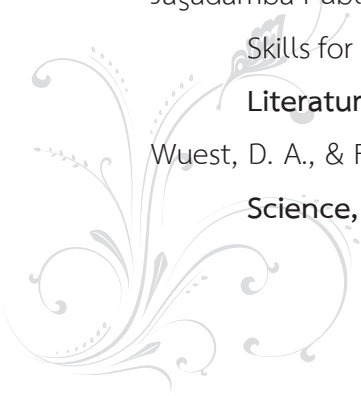 Skills for
Literatur
Wuest, D. A., & F
Science,